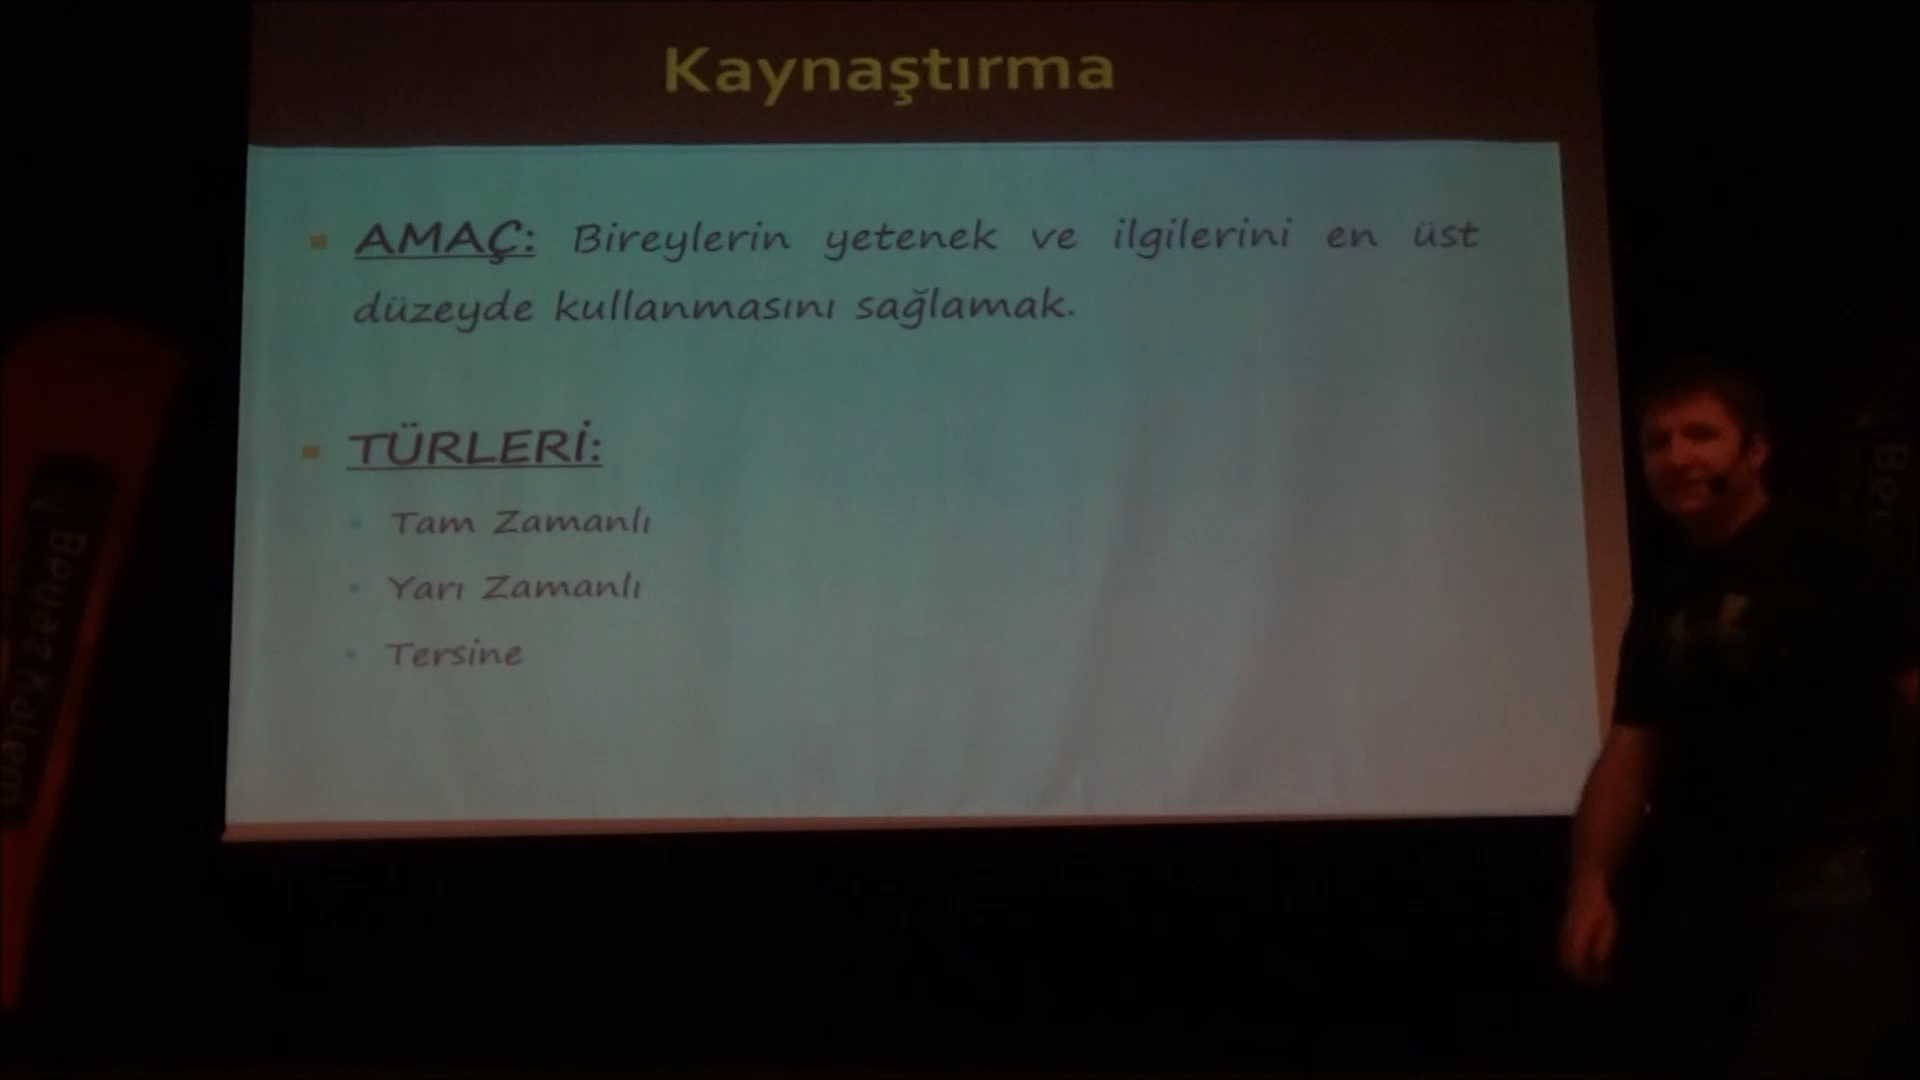 Kaynaştırma
AMAÇ: Bireylerin yetenek ve ilgilerini en üst
düzeyde kullanmasını sağlamak.
TÜRLERİ:
Tam Zamanlı
Yarı Zamanlı
Tersine